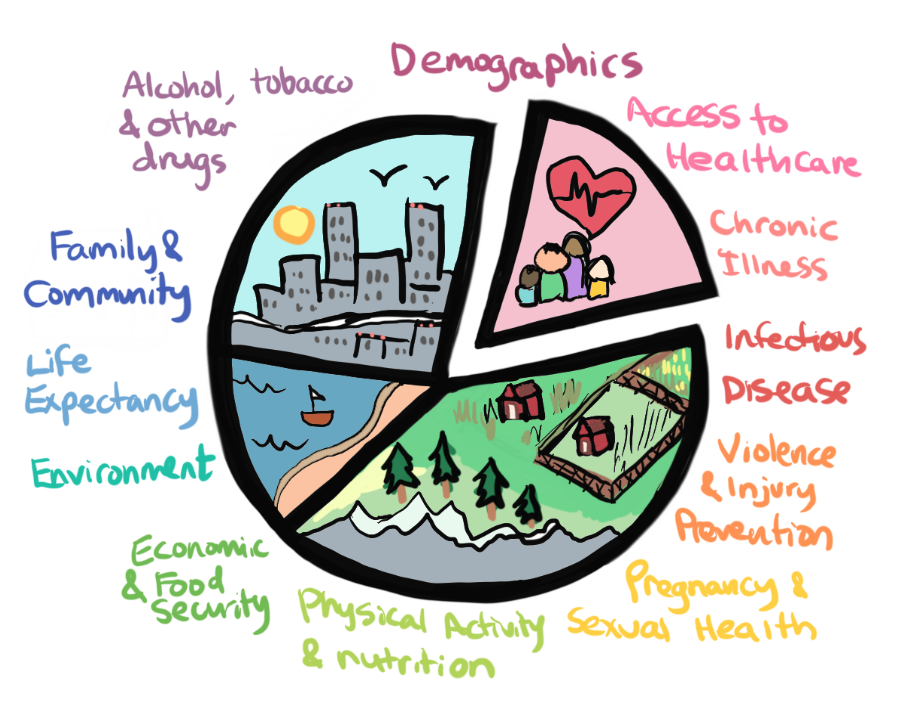 Demographics
Access to
Healthcare
Chronic
Illness
Infectious
Disease
Violence
& Injury
Prevention
Pregnancy &
Sexual Health
Physical Activity
& nutrition
Economic
& Food
Security
Environment
Life
Expectancy
Family &
Community
Alcohol, tobacco
& other
drugs